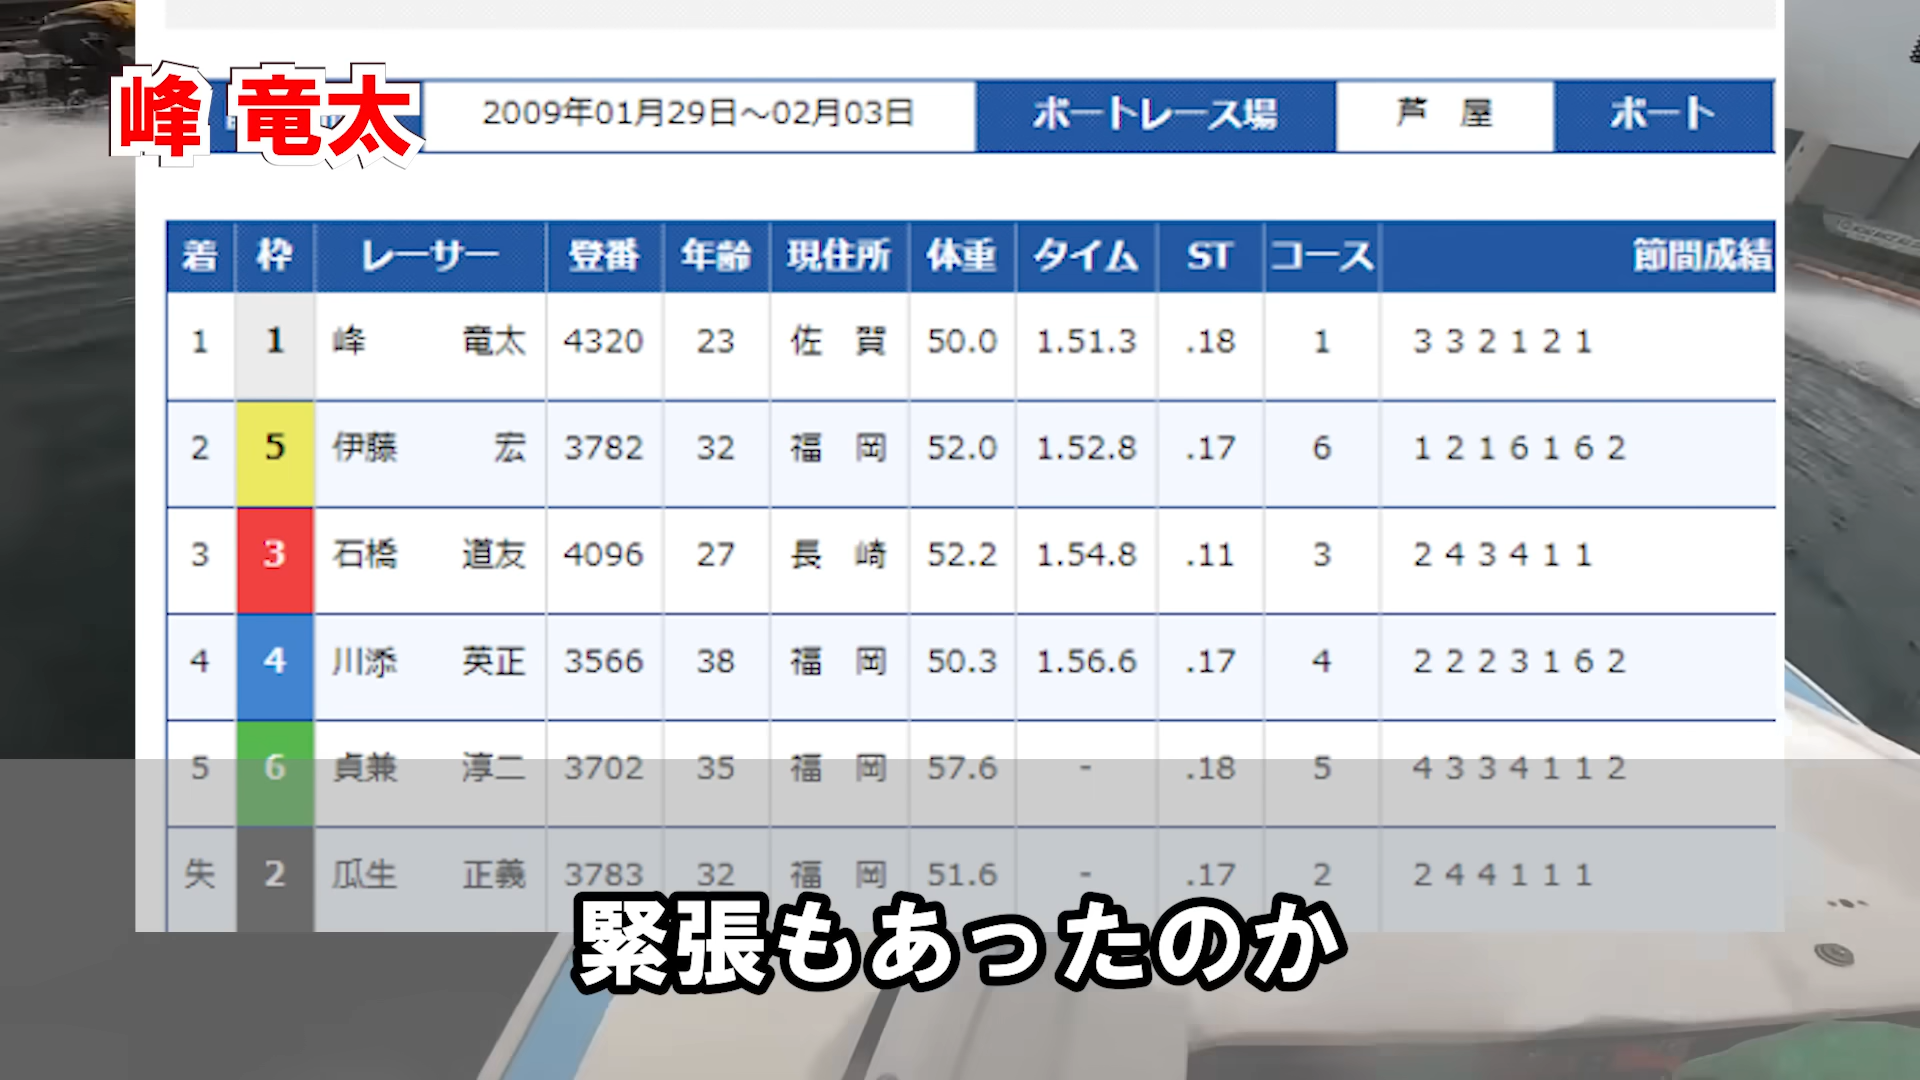 峰 竜太
2009年01月29日～02月03日 ボートレース場 芦 屋 ボート
着 枠 レーサー 登番 年齢 現住所 体重 タイム ST コース 節間成績
1 1 峰 竜太 4320 23 佐 賀 50.0 1.51.3 .18 1 3 3 2 1 2 1
2 5 伊藤 宏 3782 32 福 岡 52.0 1.52.8 .17 6 1 2 1 6 1 6 2
3 3 石橋 道友 4096 27 長 崎 52.2 1.54.8 .11 3 2 4 3 4 1 1
4 4 川添 英正 3566 38 福 岡 50.3 1.56.6 .17 4 2 2 2 3 1 6 2
5 6 貞兼 淳二 3702 35 福 岡 57.6 - .18 5 4 3 3 4 1 1 2
失 2 瓜生 正義 3783 32 福 岡 51.6 - .17 2 2 4 4 1 1 1
緊張もあったのか